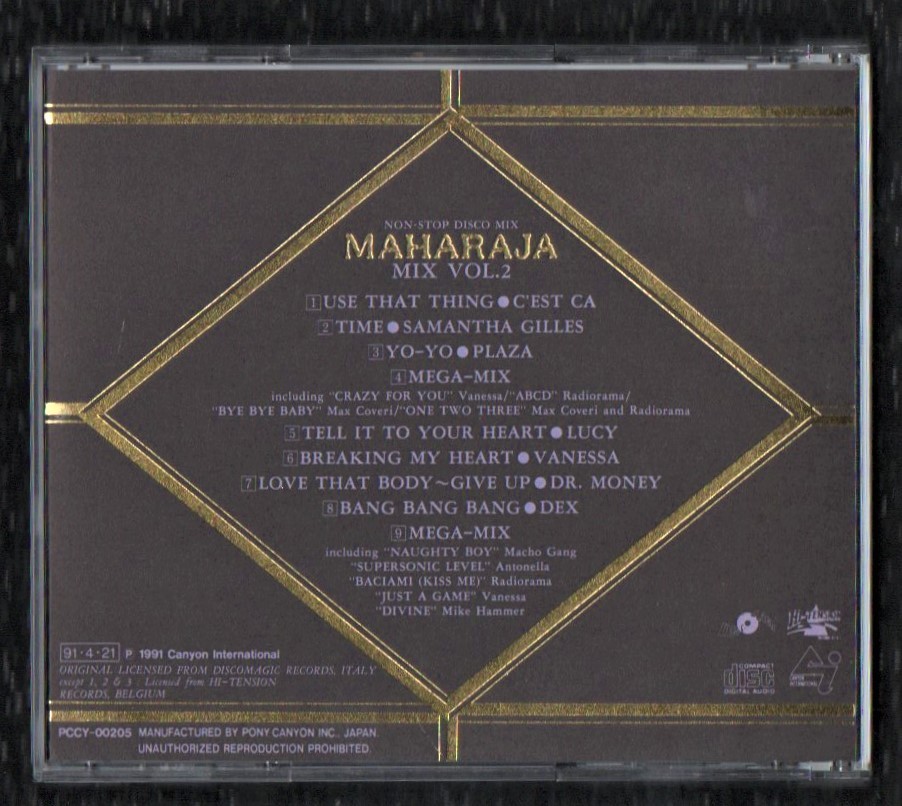 NON-STOP DISCO MIX
MAHARAJA
MIX VOL.2
1 USE THAT THING●C'EST CA
2 TIME●SAMANTHA GILLES
3 YO-YO●PLAZA
4 MEGA-MIX
including "CRAZY FOR YOU" Vanessa/"ABCD" Radiorama/
"BYE BYE BABY" Max Coveri/"ONE TWO THREE" Max Coveri and Radiorama
5 TELL IT TO YOUR HEART●LUCY
6 BREAKING MY HEART●VANESSA
7 LOVE THAT BODY~GIVE UP●DR. MONEY
8 BANG BANG BANG●DEX
9 MEGA-MIX
including "NAUGHTY BOY" Macho Gang
"SUPERSONIC LEVEL" Antonella
"BACIAMI (KISS ME)" Radiorama
"JUST A GAME" Vanessa
"DIVINE" Mike Hammer
91·4·21 P 1991 Canyon International
ORIGINAL LICENSED FROM DISCOMAGIC RECORDS, ITALY
except 1, 2 & 3 : Licensed from HI-TENSION
RECORDS, BELGIUM
PCCY-00205 MANUFACTURED BY PONY CANYON INC., JAPAN
UNAUTHORIZED REPRODUCTION PROHIBITED.
COMPACT
disc
DIGITAL AUDIO